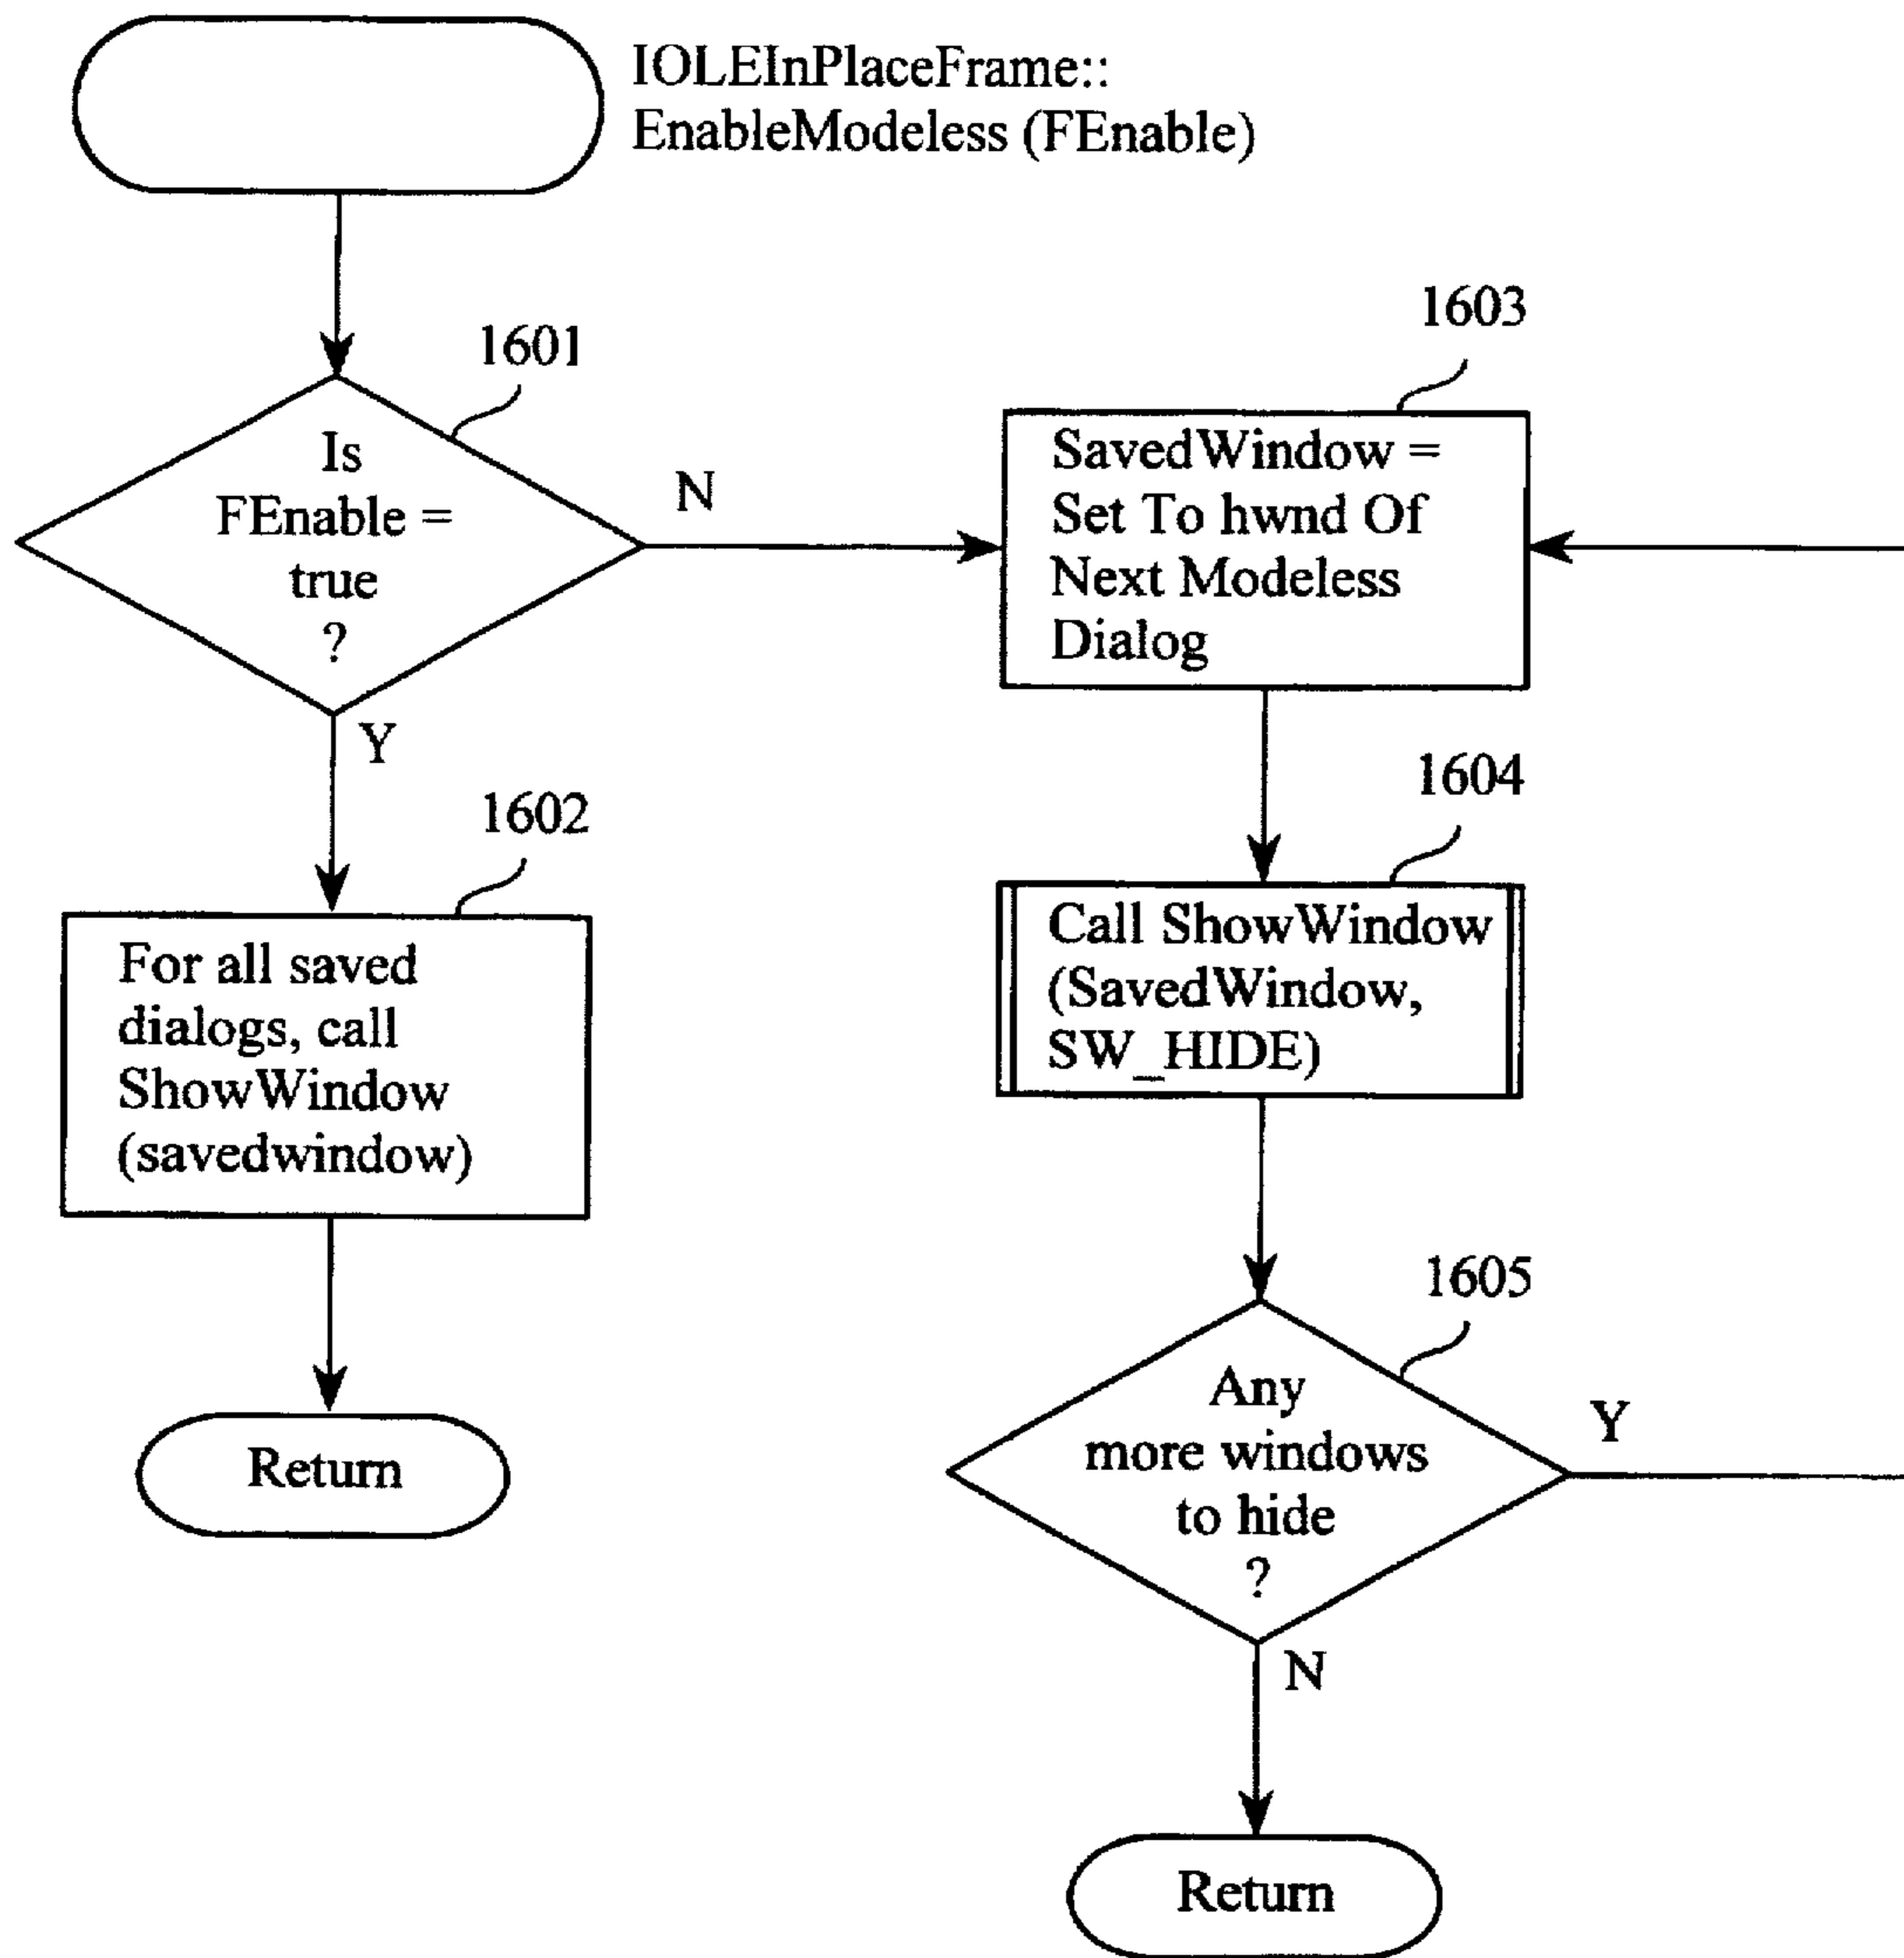 IOLEInPlaceFrame::
EnableModeless (FEnable)
1601
Is
FEnable =
true
?
N
Y
1602
For all saved
dialogs, call
ShowWindow
(savedwindow)
Return
1603
SavedWindow =
Set To hwnd Of
Next Modeless
Dialog
1604
Call ShowWindow
(SavedWindow,
SW_HIDE)
1605
Any
more windows
to hide
?
Y
N
Return